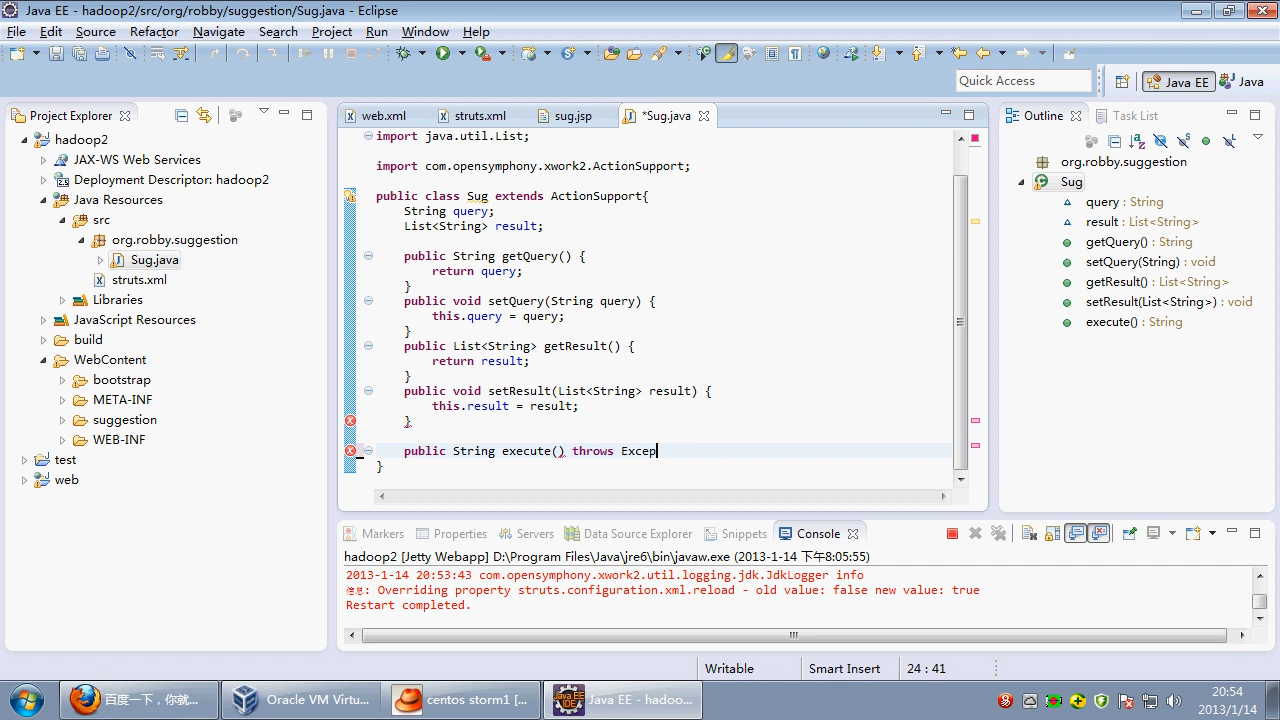 Java EE - hadoop2/src/org/robby/suggestion/Sug.java - Eclipse
File Edit Source Refactor Navigate Search Project Run Window Help
Quick Access
Java EE
Java
Project Explorer
web.xml
struts.xml
sug.jsp
*Sug.java
Outline
Task List
hadoop2
JAX-WS Web Services
Deployment Descriptor: hadoop2
Java Resources
src
org.robby.suggestion
Sug.java
struts.xml
Libraries
JavaScript Resources
build
WebContent
bootstrap
META-INF
suggestion
WEB-INF
test
web
import java.util.List;
import com.opensymphony.xwork2.ActionSupport;
public class Sug extends ActionSupport{
String query;
List<String> result;
public String getQuery() {
return query;
}
public void setQuery(String query) {
this.query = query;
}
public List<String> getResult() {
return result;
}
public void setResult(List<String> result) {
this.result = result;
}
public String execute() throws Excep
}
org.robby.suggestion
Sug
query : String
result : List<String>
getQuery() : String
setQuery(String) : void
getResult() : List<String>
setResult(List<String>) : void
execute() : String
Markers
Properties
Servers
Data Source Explorer
Snippets
Console
hadoop2 [Jetty Webapp] D:\Program Files\Java\jre6\bin\javaw.exe (2013-1-14 下午8:05:55)
2013-1-14 20:53:43 com.opensymphony.xwork2.util.logging.jdk.JdkLogger info
信息: Overriding property struts.configuration.xml.reload - old value: false new value: true
Restart completed.
Writable
Smart Insert
24 : 41
百度一下，你就...
Oracle VM Virtu...
centos storm1 [...
Java EE - hadoo...
20:54
2013/1/14